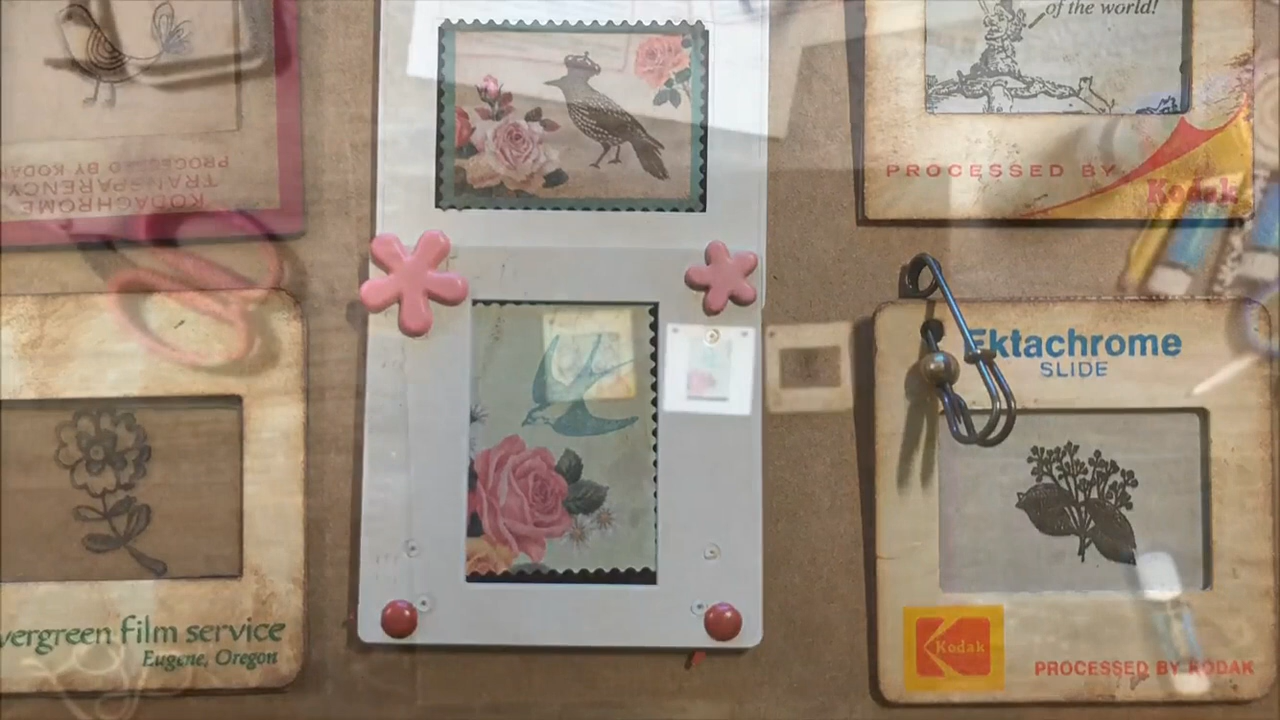 of the world!
PROCESSED BY
Kodak
PROCESSED BY KODAK
TRANSPARENCY
KODACHROME
Ektachrome
SLIDE
vergreen film service
Eugene, Oregon
Kodak
PROCESSED BY KODAK